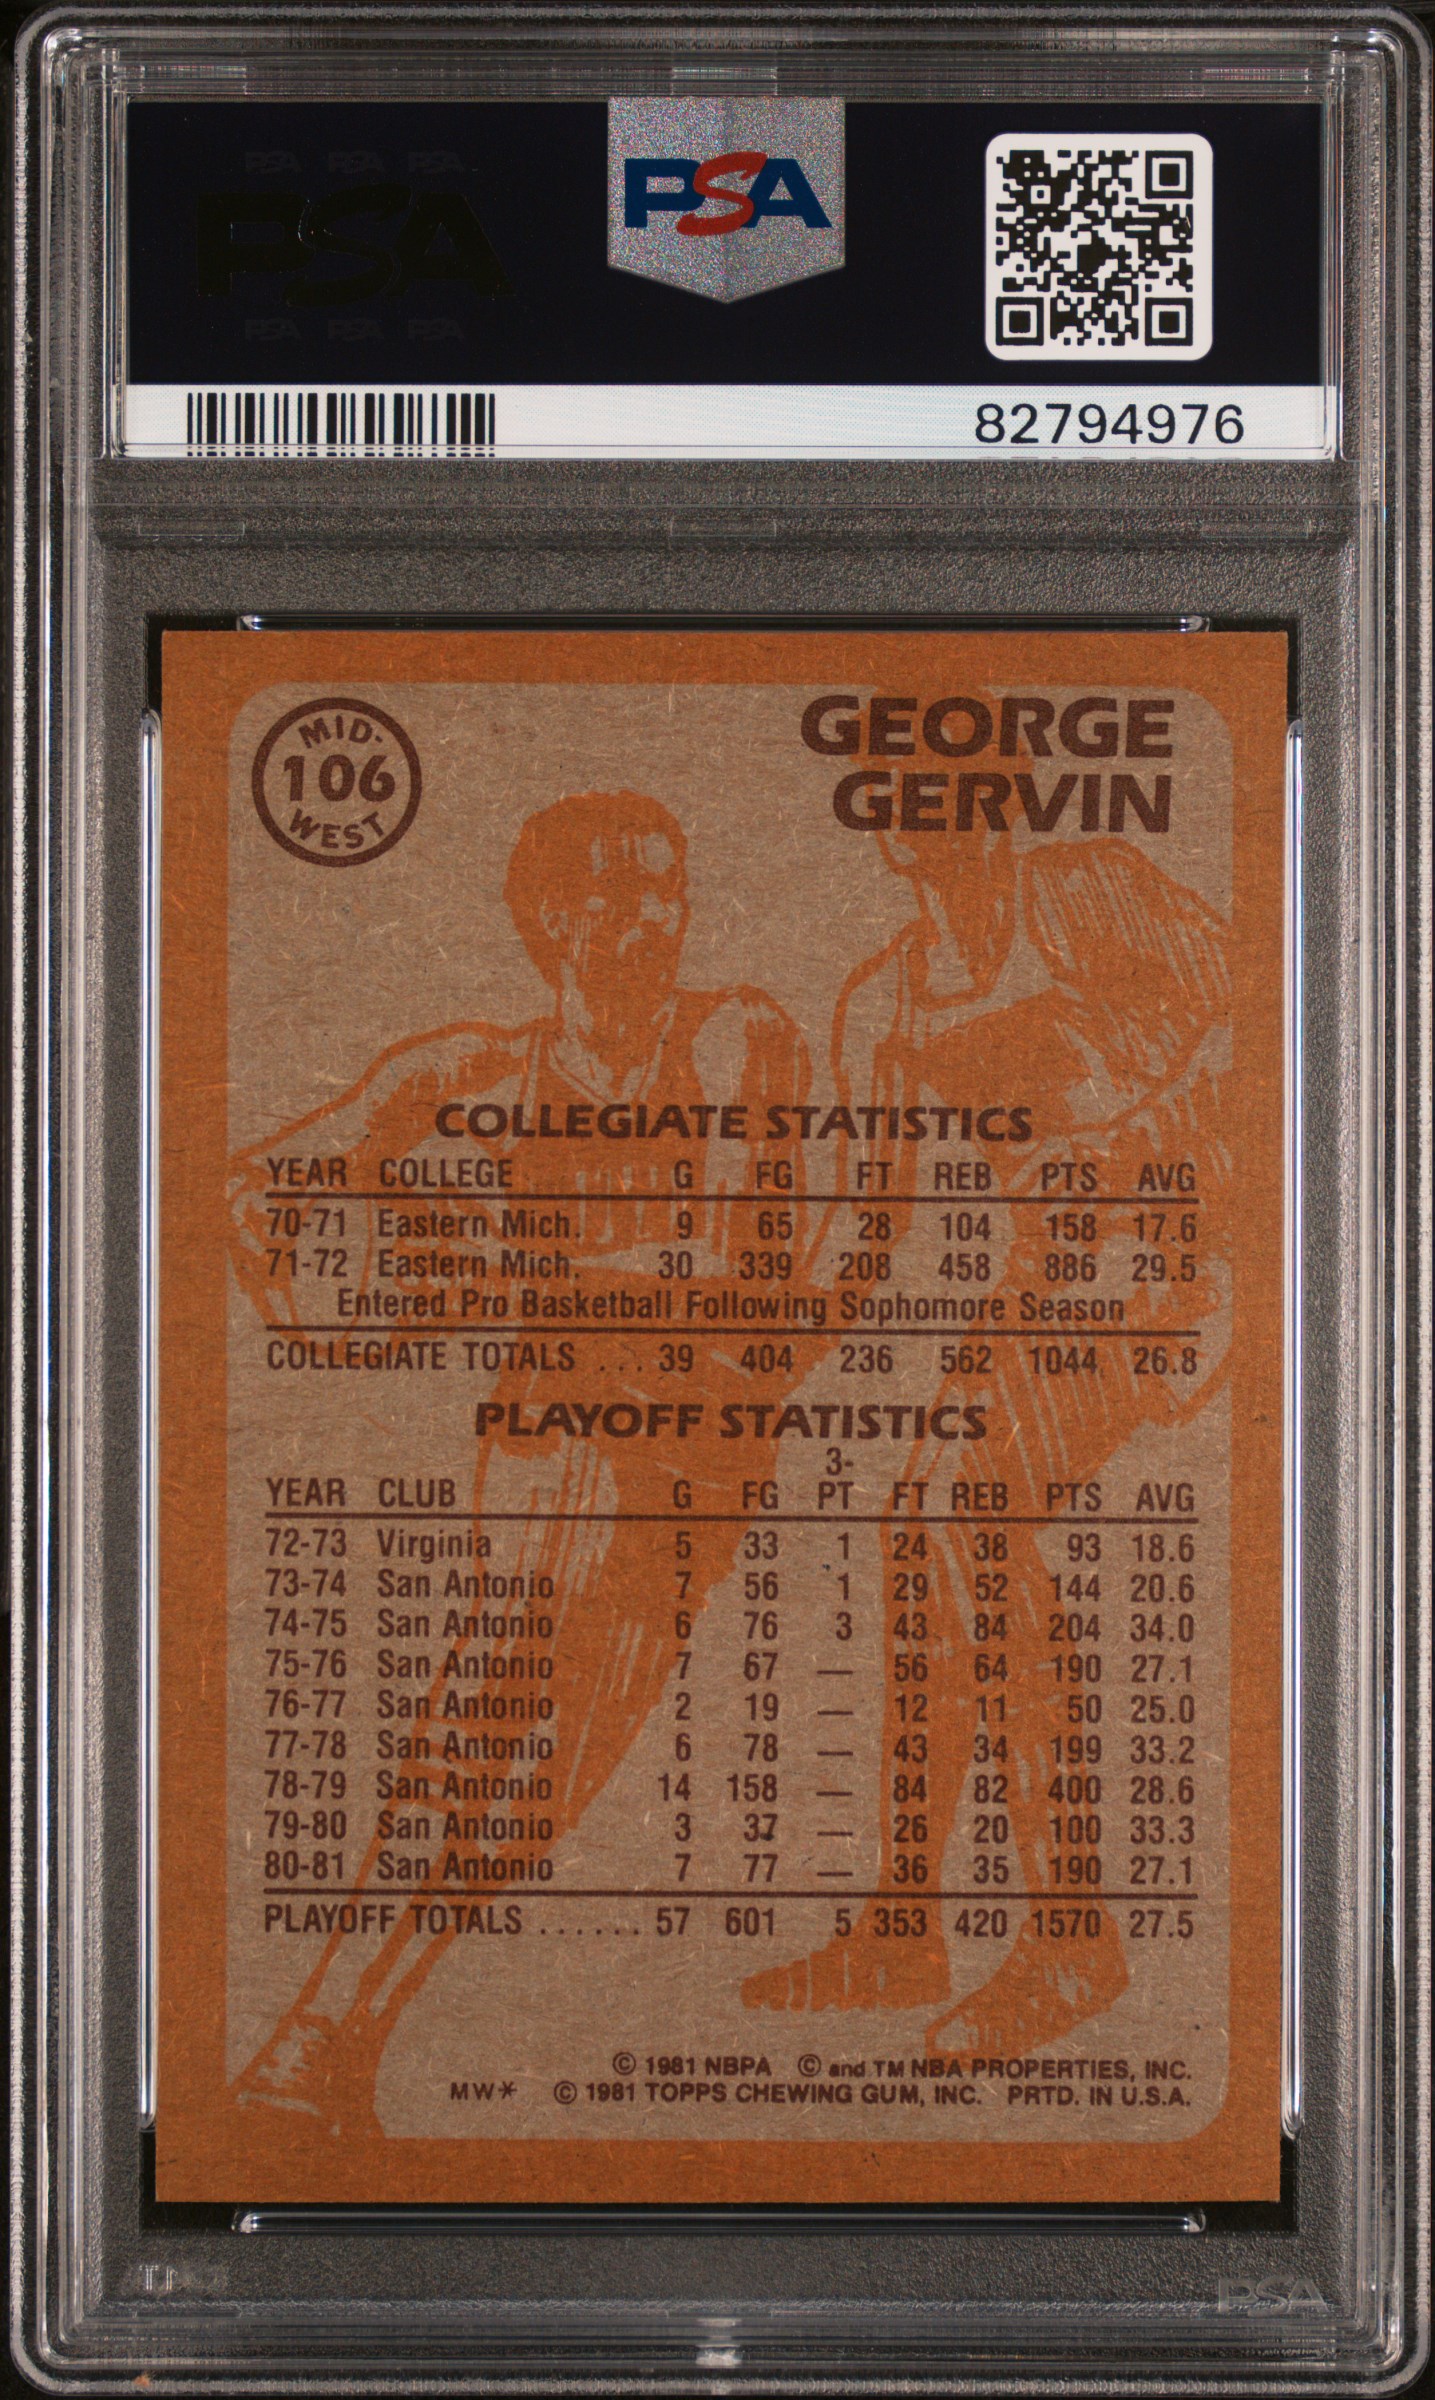 PSA PSA PSA
PSA
PSA PSA PSA
PSA
82794976
MID-
106
WEST
GEORGE
GERVIN
COLLEGIATE STATISTICS
YEAR COLLEGE G FG FT REB PTS AVG
70-71 Eastern Mich. 9 65 28 104 158 17.6
71-72 Eastern Mich. 30 339 208 458 886 29.5
Entered Pro Basketball Following Sophomore Season
COLLEGIATE TOTALS ... 39 404 236 562 1044 26.8
PLAYOFF STATISTICS
3-
YEAR CLUB G FG PT FT REB PTS AVG
72-73 Virginia 5 33 1 24 38 93 18.6
73-74 San Antonio 7 56 1 29 52 144 20.6
74-75 San Antonio 6 76 3 43 84 204 34.0
75-76 San Antonio 7 67 — 56 64 190 27.1
76-77 San Antonio 2 19 — 12 11 50 25.0
77-78 San Antonio 6 78 — 43 34 199 33.2
78-79 San Antonio 14 158 — 84 82 400 28.6
79-80 San Antonio 3 37 — 26 20 100 33.3
80-81 San Antonio 7 77 — 36 35 190 27.1
PLAYOFF TOTALS ...... 57 601 5 353 420 1570 27.5
© 1981 NBPA © and TM NBA PROPERTIES, INC.
MW* © 1981 TOPPS CHEWING GUM, INC. PRTD. IN U.S.A.
PSA